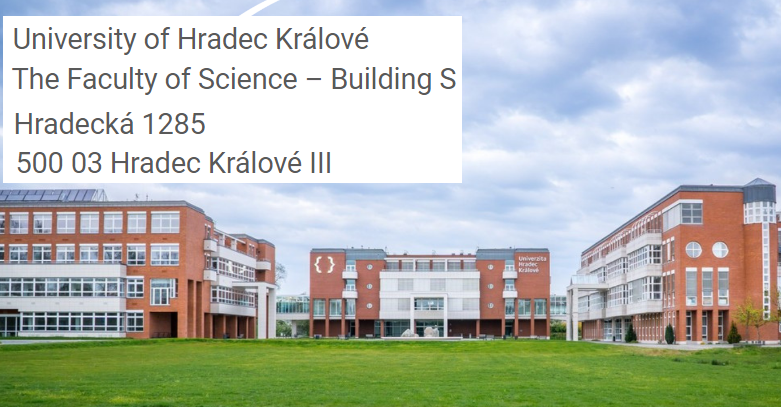 University of Hradec Králové
The Faculty of Science – Building S
Hradecká 1285
500 03 Hradec Králové III
{ }
Univerzita
Hradec
Králové